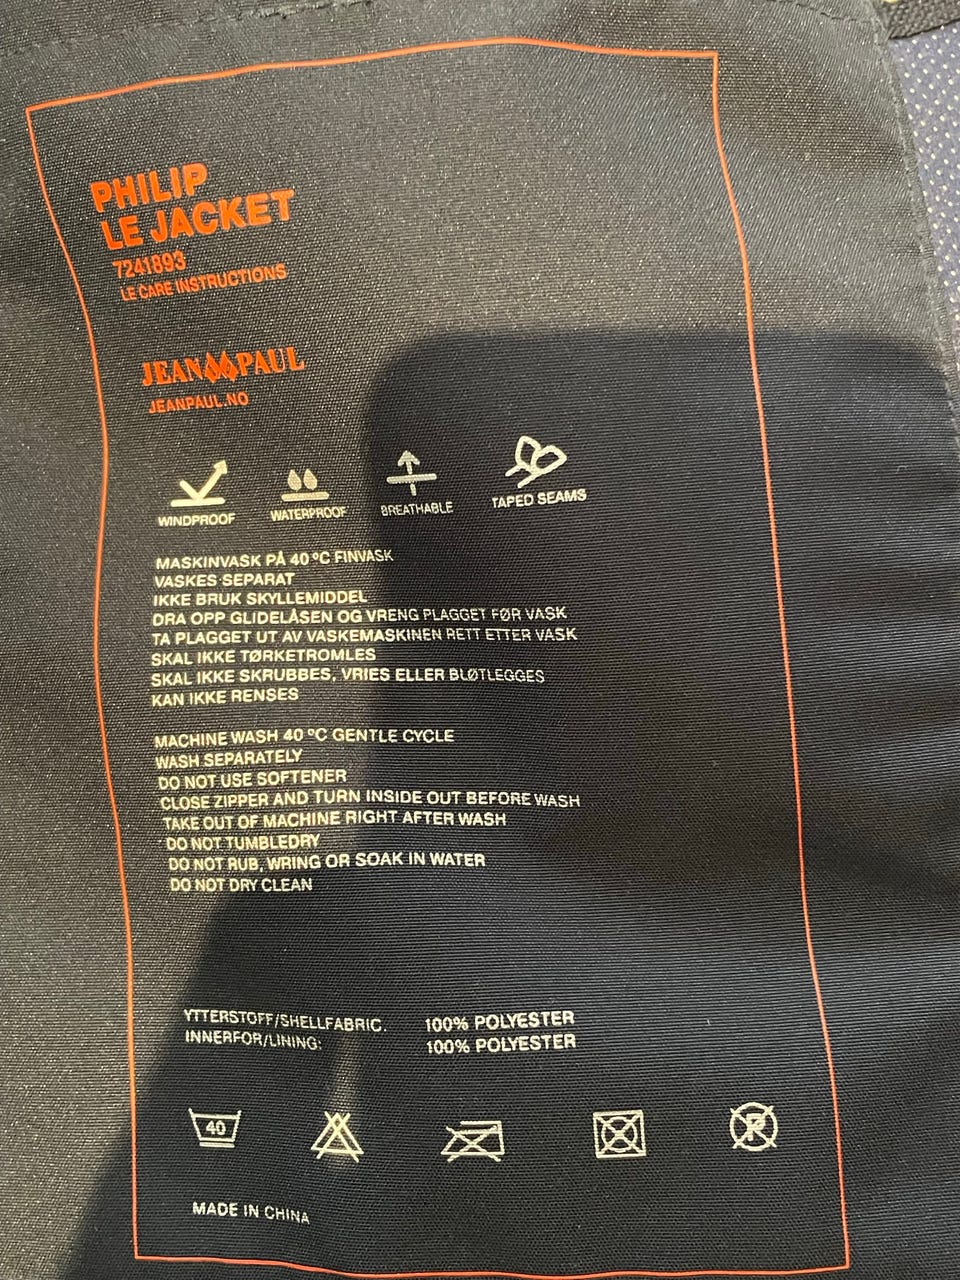 PHILIP
LE JACKET
7241893
LE CARE INSTRUCTIONS
JEAN PAUL
JEANPAUL.NO
WINDPROOF WATERPROOF BREATHABLE TAPED SEAMS
MASKINVASK PÅ 40 °C FINVASK
VASKES SEPARAT
IKKE BRUK SKYLLEMIDDEL
DRA OPP GLIDELÅSEN OG VRENG PLAGGET FØR VASK
TA PLAGGET UT AV VASKEMASKINEN RETT ETTER VASK
SKAL IKKE TØRKETROMLES
SKAL IKKE SKRUBBES, VRIES ELLER BLØTLEGGES
KAN IKKE RENSES
MACHINE WASH 40 °C GENTLE CYCLE
WASH SEPARATELY
DO NOT USE SOFTENER
CLOSE ZIPPER AND TURN INSIDE OUT BEFORE WASH
TAKE OUT OF MACHINE RIGHT AFTER WASH
DO NOT TUMBLEDRY
DO NOT RUB, WRING OR SOAK IN WATER
DO NOT DRY CLEAN
YTTERSTOFF/SHELLFABRIC. 100% POLYESTER
INNERFOR/LINING: 100% POLYESTER
40 P
MADE IN CHINA